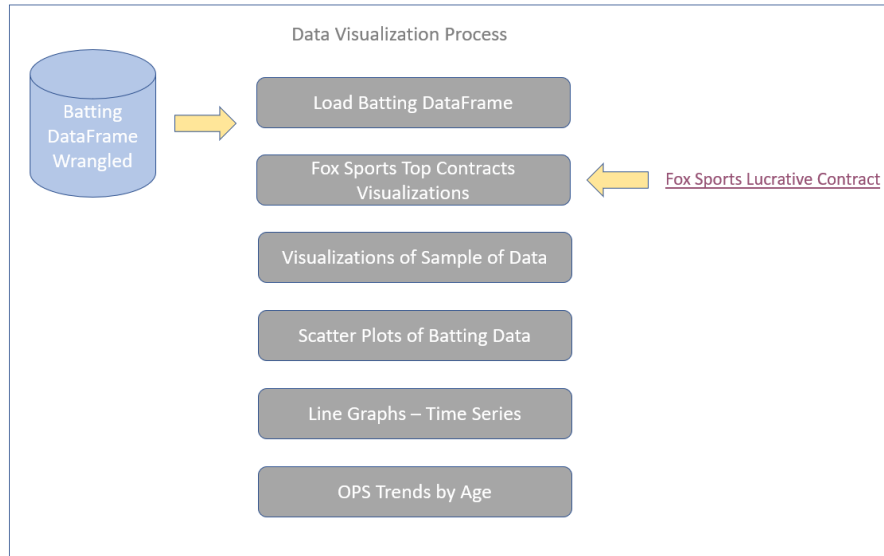 Data Visualization Process
Batting
DataFrame
Wrangled
Load Batting DataFrame
Fox Sports Top Contracts
Visualizations
Fox Sports Lucrative Contract
Visualizations of Sample of Data
Scatter Plots of Batting Data
Line Graphs – Time Series
OPS Trends by Age